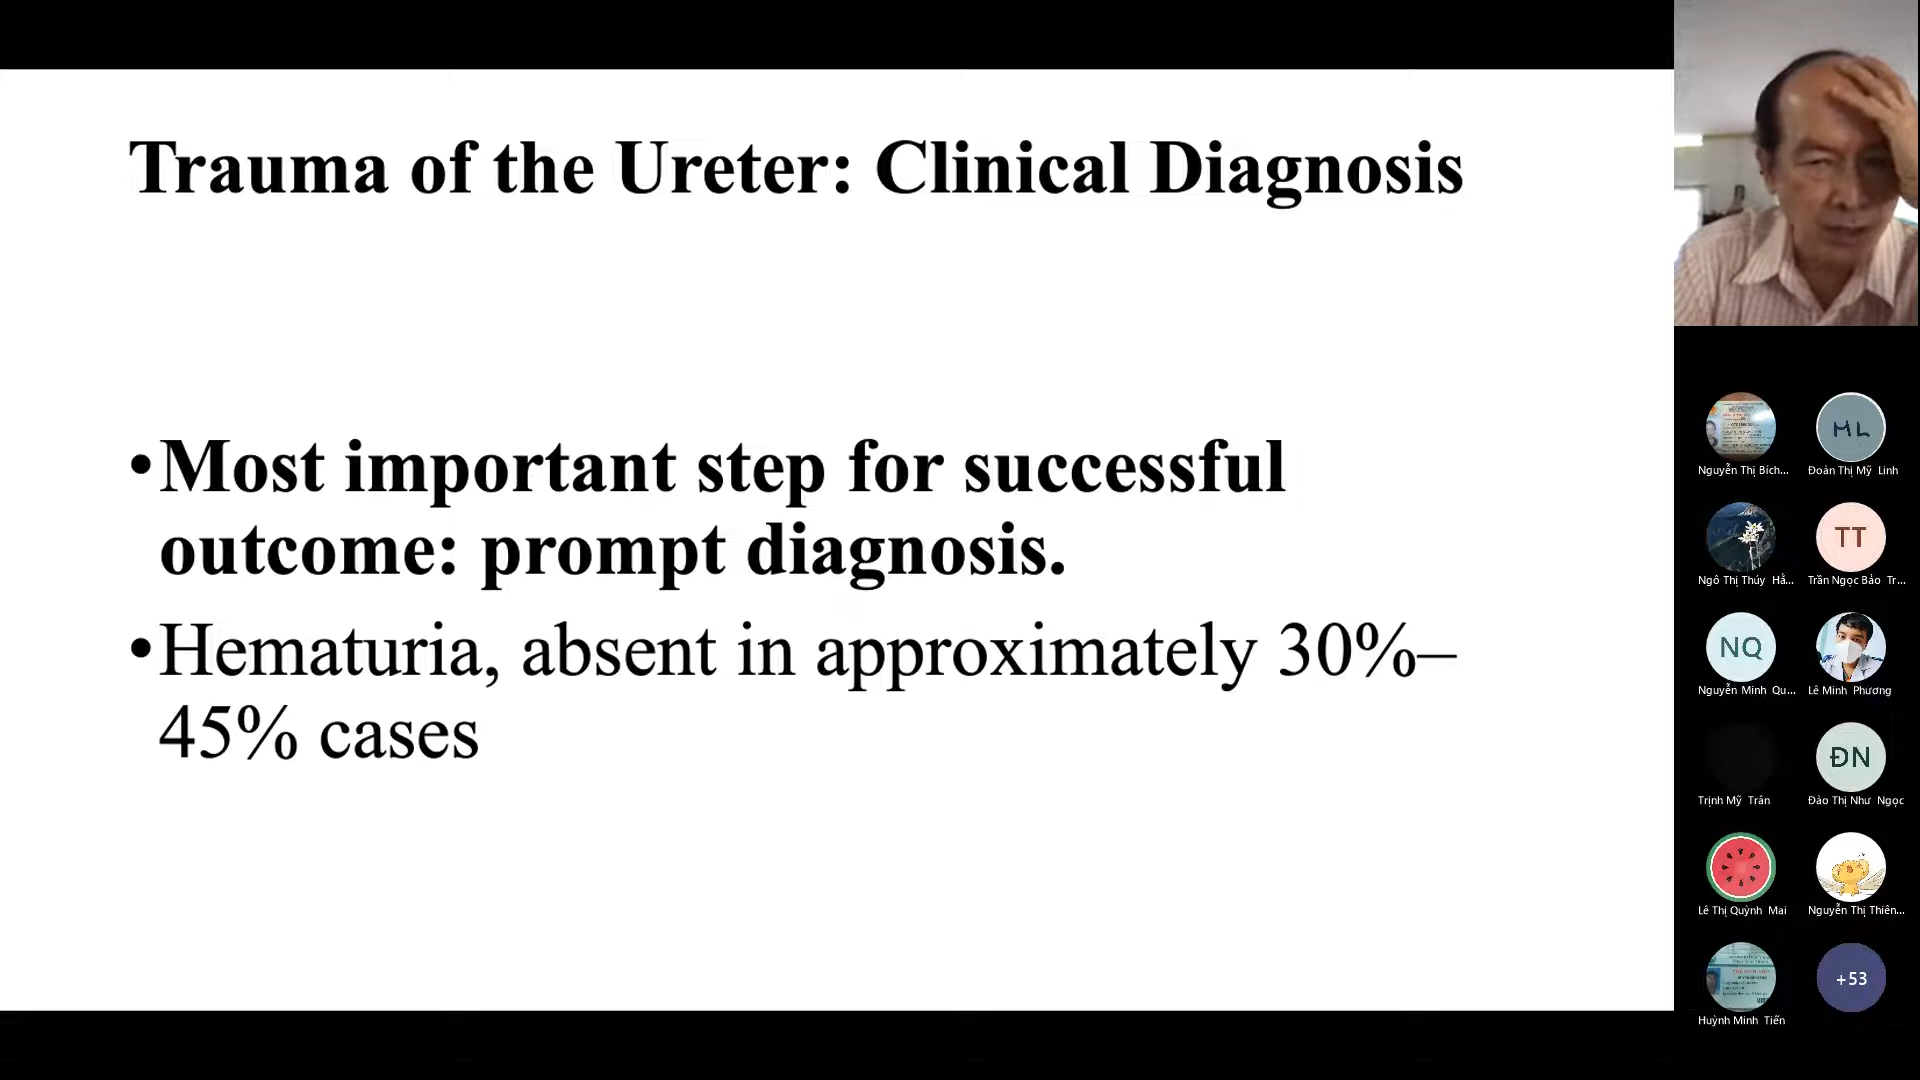 Trauma of the Ureter: Clinical Diagnosis
•Most important step for successful
outcome: prompt diagnosis.
•Hematuria, absent in approximately 30%–
45% cases
Nguyễn Thị Bích...
ML
Đoàn Thị Mỹ Linh
Ngô Thị Thúy Hằ...
TT
Trần Ngọc Bảo Tr...
NQ
Nguyễn Minh Qu...
Lê Minh Phương
Trịnh Mỹ Trân
ĐN
Đào Thị Như Ngọc
Lê Thị Quỳnh Mai
Nguyễn Thị Thiên...
Huỳnh Minh Tiến
+53